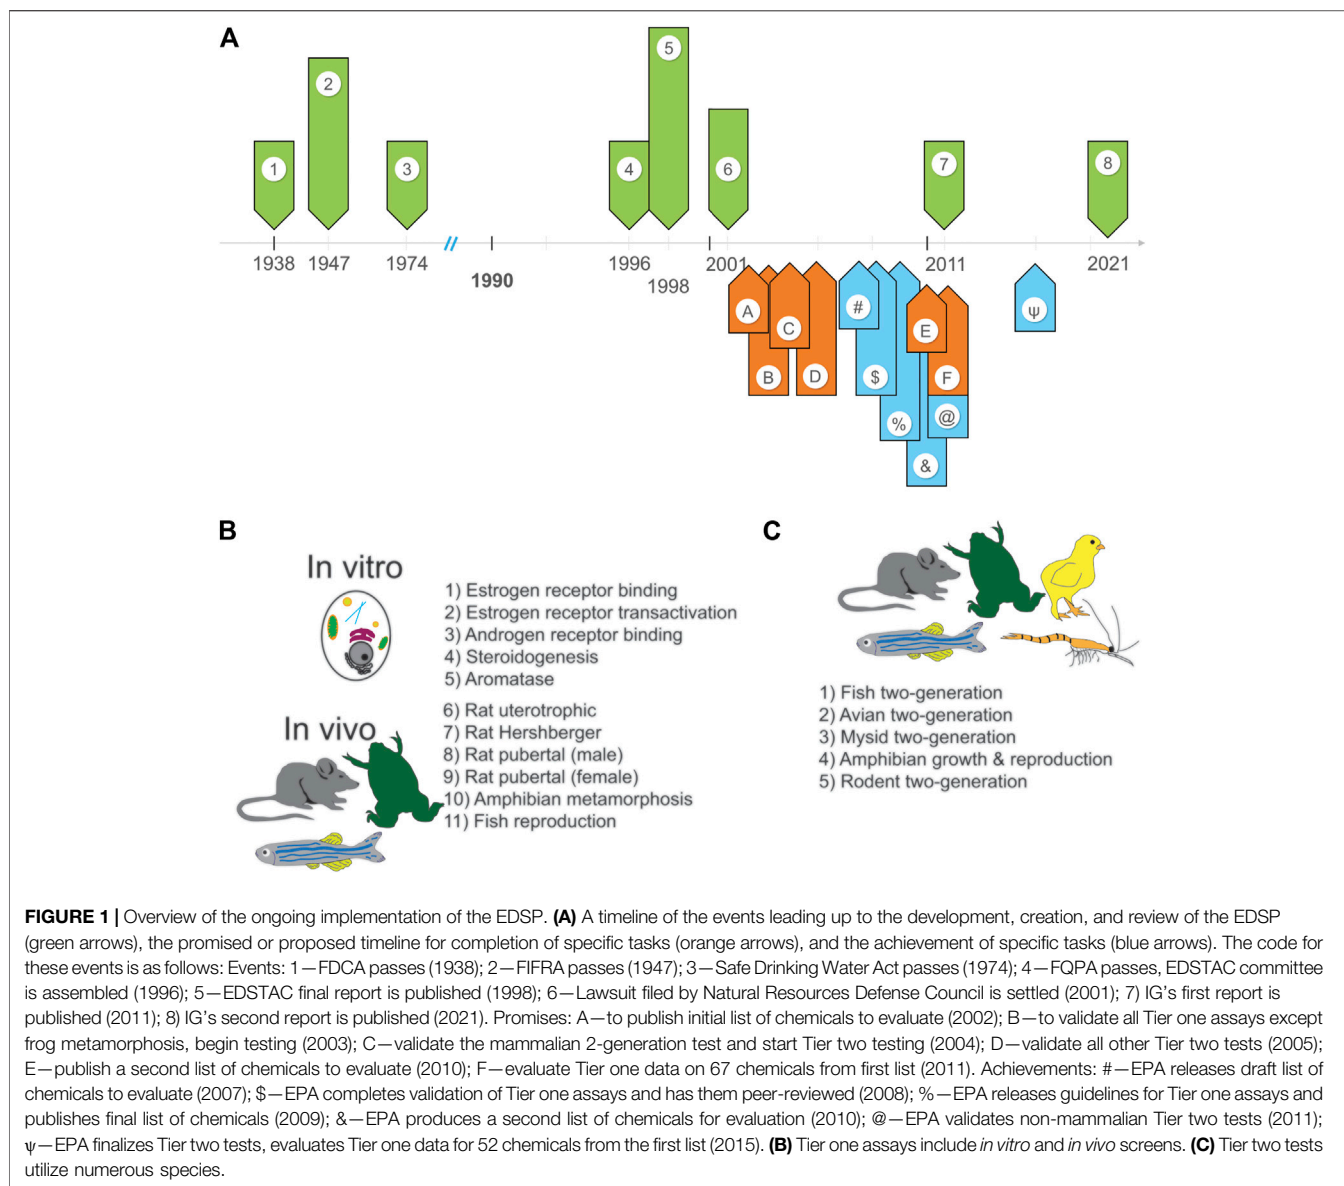 A
1
2
3
4
5
6
7
8
1938
1947
1974
1990
1996
1998
2001
2011
2021
A
B
C
D
#
$
%
&
E
F
@
ψ
B
In vitro
1) Estrogen receptor binding
2) Estrogen receptor transactivation
3) Androgen receptor binding
4) Steroidogenesis
5) Aromatase
In vivo
6) Rat uterotrophic
7) Rat Hershberger
8) Rat pubertal (male)
9) Rat pubertal (female)
10) Amphibian metamorphosis
11) Fish reproduction
C
1) Fish two-generation
2) Avian two-generation
3) Mysid two-generation
4) Amphibian growth & reproduction
5) Rodent two-generation
FIGURE 1 | Overview of the ongoing implementation of the EDSP. (A) A timeline of the events leading up to the development, creation, and review of the EDSP
(green arrows), the promised or proposed timeline for completion of specific tasks (orange arrows), and the achievement of specific tasks (blue arrows). The code for
these events is as follows: Events: 1—FDCA passes (1938); 2—FIFRA passes (1947); 3—Safe Drinking Water Act passes (1974); 4—FQPA passes, EDSTAC committee
is assembled (1996); 5—EDSTAC final report is published (1998); 6—Lawsuit filed by Natural Resources Defense Council is settled (2001); 7) IG's first report is
published (2011); 8) IG's second report is published (2021). Promises: A—to publish initial list of chemicals to evaluate (2002); B—to validate all Tier one assays except
frog metamorphosis, begin testing (2003); C—validate the mammalian 2-generation test and start Tier two testing (2004); D—validate all other Tier two tests (2005);
E—publish a second list of chemicals to evaluate (2010); F—evaluate Tier one data on 67 chemicals from first list (2011). Achievements: #—EPA releases draft list of
chemicals to evaluate (2007); $—EPA completes validation of Tier one assays and has them peer-reviewed (2008); %—EPA releases guidelines for Tier one assays and
publishes final list of chemicals (2009); &—EPA produces a second list of chemicals for evaluation (2010); @—EPA validates non-mammalian Tier two tests (2011);
ψ—EPA finalizes Tier two tests, evaluates Tier one data for 52 chemicals from the first list (2015). (B) Tier one assays include in vitro and in vivo screens. (C) Tier two tests
utilize numerous species.